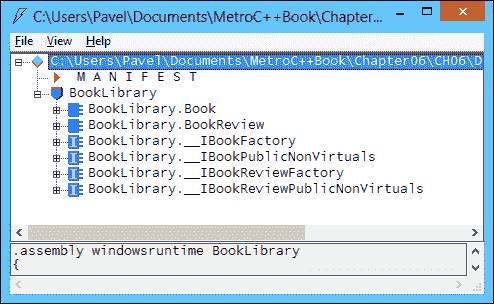 C:\Users\Pavel\Documents\MetroC++Book\Chapter...
File View Help
C:\Users\Pavel\Documents\MetroC++Book\Chapter06\CH06\D
M A N I F E S T
BookLibrary
BookLibrary.Book
BookLibrary.BookReview
BookLibrary.__IBookFactory
BookLibrary.__IBookPublicNonVirtuals
BookLibrary.__IBookReviewFactory
BookLibrary.__IBookReviewPublicNonVirtuals
.assembly windowsruntime BookLibrary
{